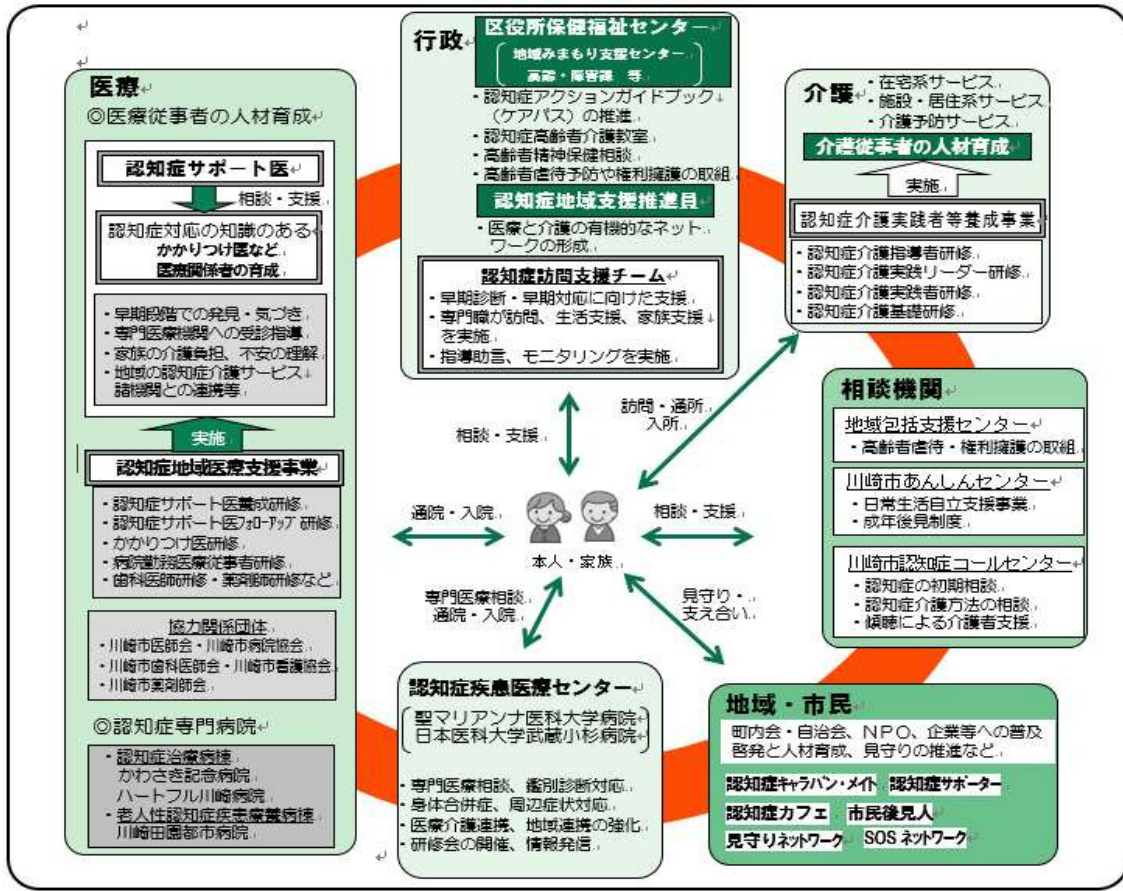 医療
◎医療従事者の人材育成
認知症サポート医
相談・支援
認知症対応の知識のある
かかりつけ医など
医療関係者の育成
・早期段階での発見・気づき
・専門医療機関への受診指導
・家族の介護負担、不安の理解
・地域の認知症介護サービス
諸機関との連携等
実施
認知症地域医療支援事業
・認知症サポート医養成研修
・認知症サポート医フォローアップ研修
・かかりつけ医研修
・病院勤務医療従事者研修
・歯科医師研修・薬剤師研修など
協力関係団体
・川崎市医師会・川崎市病院協会
・川崎市歯科医師会・川崎市看護協会
・川崎市薬剤師会
◎認知症専門病院
・認知症治療病棟
かわさき記念病院
ハートフル川崎病院
・老人性認知症疾患療養病棟
川崎田園都市病院
行政
区役所保健福祉センター
地域みまもり支援センター
高齢・障害課 等
・認知症アクションガイドブック
（ケアパス）の推進
・認知症高齢者介護教室
・高齢者精神保健相談
・高齢者虐待予防や権利擁護の取組
認知症地域支援推進員
・医療と介護の有機的なネット
ワークの形成
認知症訪問支援チーム
・早期診断・早期対応に向けた支援
・専門職が訪問、生活支援、家族支援
を実施
・指導助言、モニタリングを実施
介護
・在宅系サービス
・施設・居住系サービス
・介護予防サービス
介護従事者の人材育成
実施
認知症介護実践者等養成事業
・認知症介護指導者研修
・認知症介護実践リーダー研修
・認知症介護実践者研修
・認知症介護基礎研修
相談・支援
訪問・通所
入所
通院・入院
相談・支援
本人・家族
専門医療相談
通院・入院
見守り・
支え合い
相談機関
地域包括支援センター
・高齢者虐待・権利擁護の取組
川崎市あんしんセンター
・日常生活自立支援事業
・成年後見制度
川崎市認知症コールセンター
・認知症の初期相談
・認知症介護方法の相談
・傾聴による介護者支援
認知症疾患医療センター
聖マリアンナ医科大学病院
日本医科大学武蔵小杉病院
・専門医療相談、鑑別診断対応
・身体合併症、周辺症状対応
・医療介護連携、地域連携の強化
・研修会の開催、情報発信
地域・市民
町内会・自治会、ＮＰＯ、企業等への普及
啓発と人材育成、見守りの推進など
認知症キャラバン・メイト 認知症サポーター
認知症カフェ 市民後見人
見守りネットワーク SOS ネットワーク